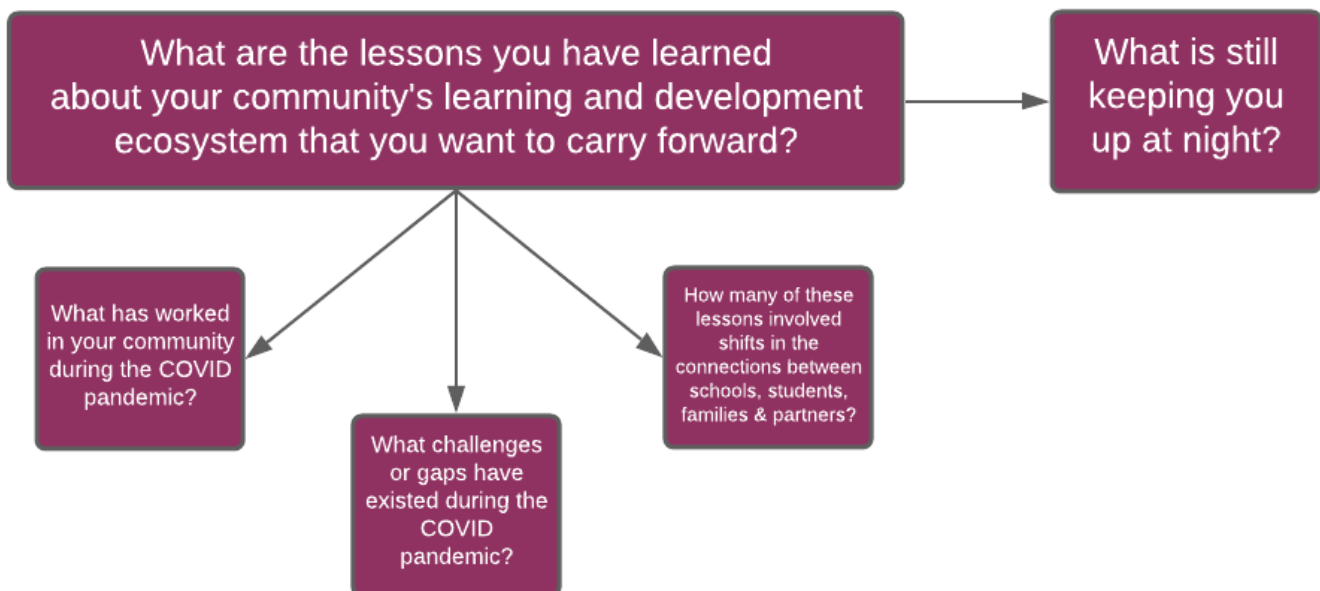 What are the lessons you have learned
about your community's learning and development
ecosystem that you want to carry forward?
What is still
keeping you
up at night?
What has worked
in your community
during the COVID
pandemic?
What challenges
or gaps have
existed during the
COVID
pandemic?
How many of these
lessons involved
shifts in the
connections between
schools, students,
families & partners?